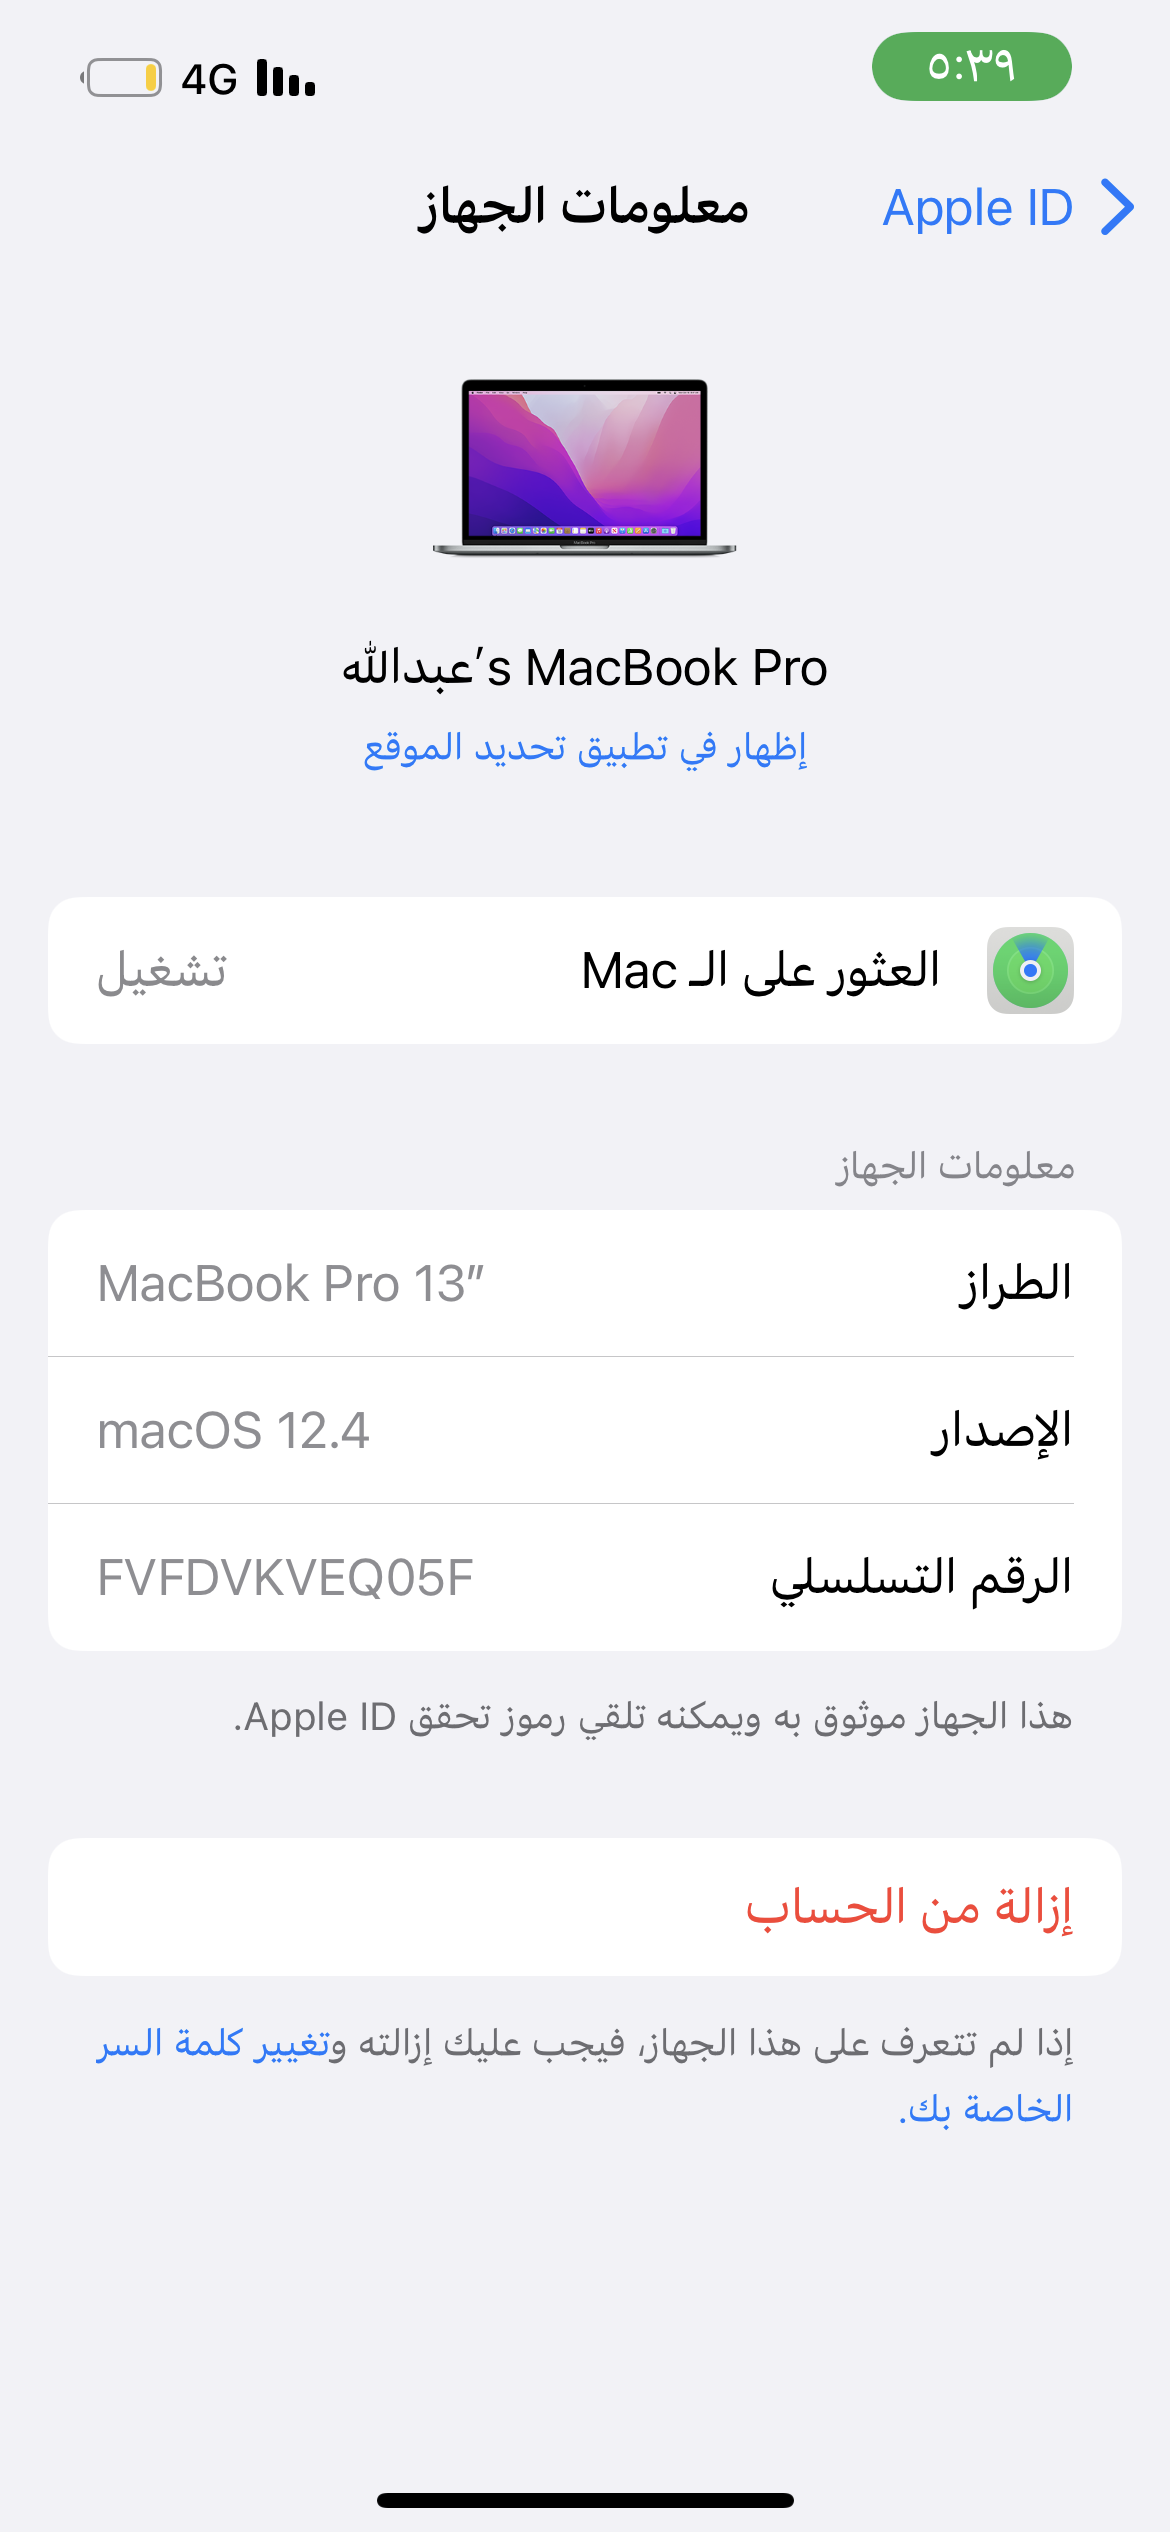 ٥:٣٩
4G
Apple ID
معلومات الجهاز
عبدالله’s MacBook Pro
إظهار في تطبيق تحديد الموقع
العثور على الـ Mac
تشغيل
معلومات الجهاز
الطراز
MacBook Pro 13”
الإصدار
macOS 12.4
الرقم التسلسلي
FVFDVKVEQ05F
هذا الجهاز موثوق به ويمكنه تلقي رموز تحقق Apple ID.
إزالة من الحساب
إذا لم تتعرف على هذا الجهاز، فيجب عليك إزالته وتغيير كلمة السر
الخاصة بك.